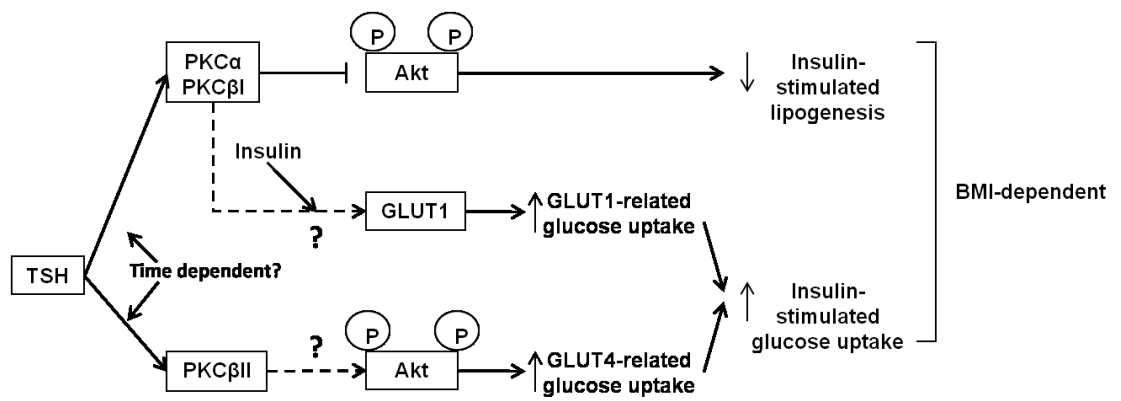 PKCα
PKCβI
P
P
Akt
Insulin-
stimulated
lipogenesis
Insulin
GLUT1
GLUT1-related
glucose uptake
?
BMI-dependent
TSH
Time dependent?
Insulin-
stimulated
glucose uptake
PKCβII
?
P
P
Akt
GLUT4-related
glucose uptake